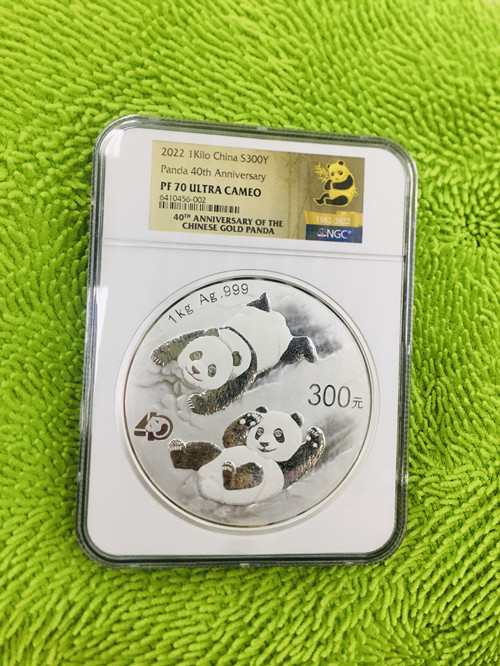 2022 1Kilo China S300Y
Panda 40th Anniversary
PF 70 ULTRA CAMEO
6410456-002
40TH ANNIVERSARY OF THE
CHINESE GOLD PANDA
1982-2022
NGC
1kg Ag.999
300元
40